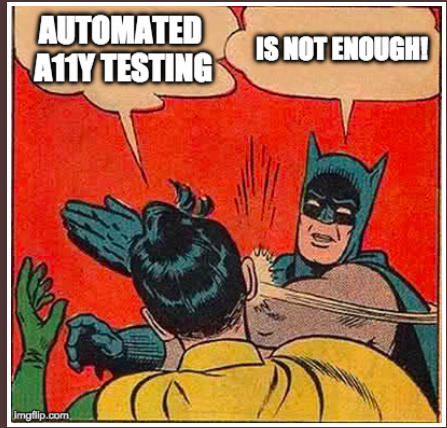 AUTOMATED
A11Y TESTING
IS NOT ENOUGH!
imgflip.com